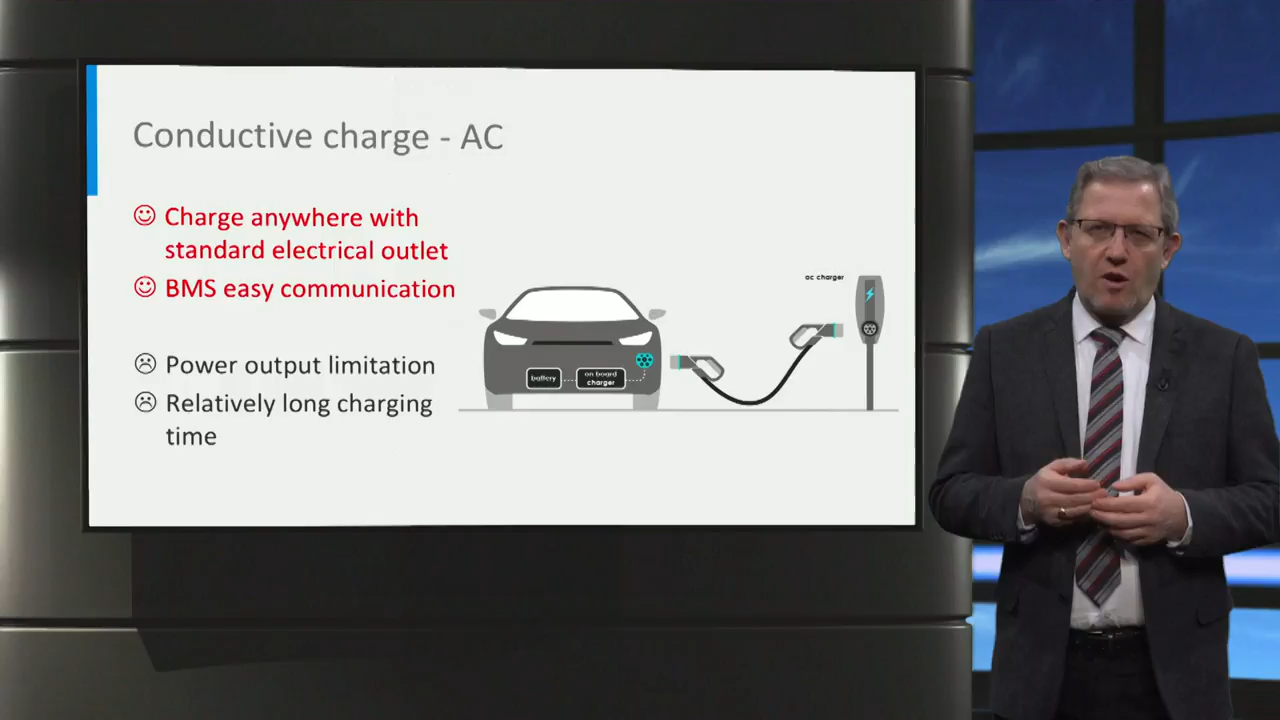 Conductive charge - AC
Charge anywhere with
standard electrical outlet
BMS easy communication
Power output limitation
Relatively long charging
time
ac charger
battery
on board
charger